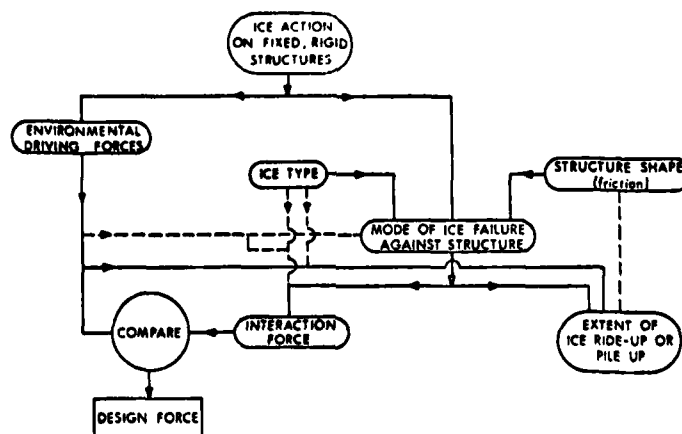 ICE ACTION
ON FIXED, RIGID
STRUCTURES
ENVIRONMENTAL
DRIVING FORCES
ICE TYPE
STRUCTURE SHAPE
(friction)
MODE OF ICE FAILURE
AGAINST STRUCTURE
COMPARE
INTERACTION
FORCE
EXTENT OF
ICE RIDE-UP OR
PILE UP
DESIGN FORCE